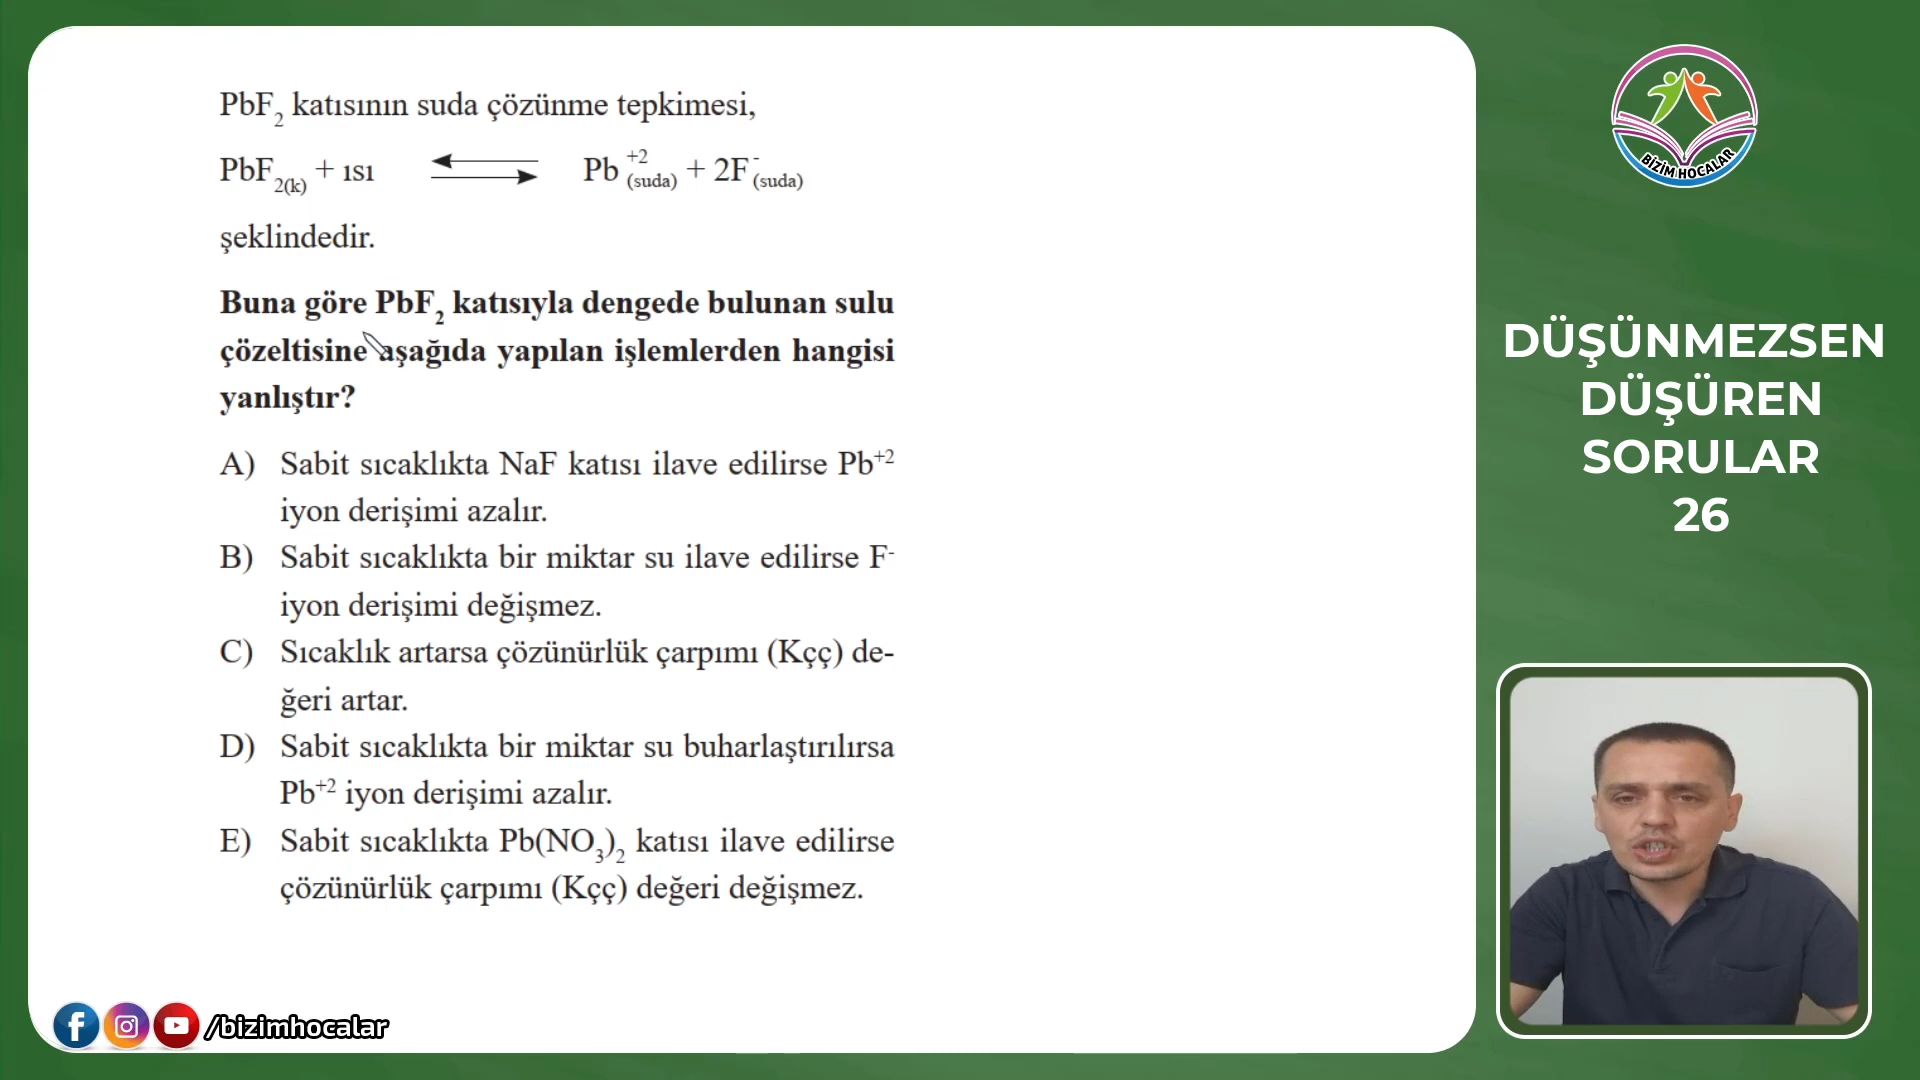 PbF2 katısının suda çözünme tepkimesi,
PbF2(k) + ısı ⇄ Pb+2(suda) + 2F-(suda)
şeklindedir.
Buna göre PbF2 katısıyla dengede bulunan sulu
çözeltisine aşağıda yapılan işlemlerden hangisi
yanlıştır?
A) Sabit sıcaklıkta NaF katısı ilave edilirse Pb+2
iyon derişimi azalır.
B) Sabit sıcaklıkta bir miktar su ilave edilirse F-
iyon derişimi değişmez.
C) Sıcaklık artarsa çözünürlük çarpımı (Kçç) de-
ğeri artar.
D) Sabit sıcaklıkta bir miktar su buharlaştırılırsa
Pb+2 iyon derişimi azalır.
E) Sabit sıcaklıkta Pb(NO3)2 katısı ilave edilirse
çözünürlük çarpımı (Kçç) değeri değişmez.
/bizimhocalar
BİZİM HOCALAR
DÜŞÜNMEZSEN
DÜŞÜREN
SORULAR
26